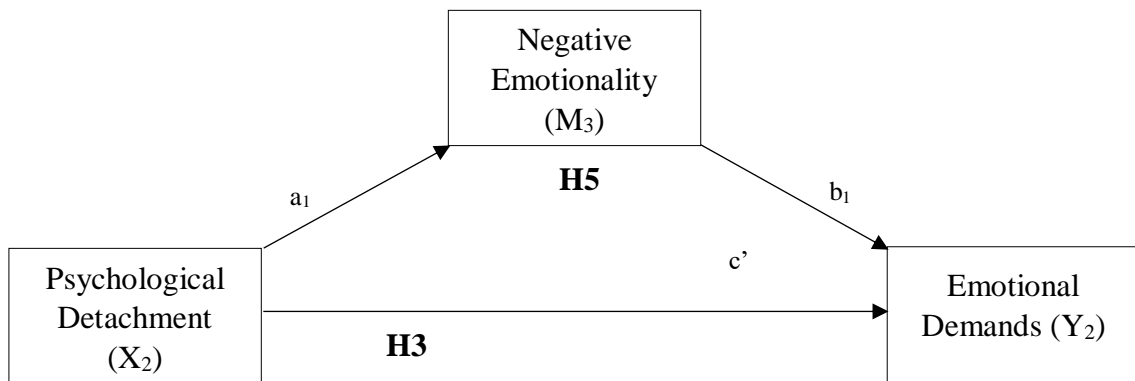 Negative
Emotionality
(M₃)
H5
a₁
b₁
c’
Psychological
Detachment
(X₂)
Emotional
Demands (Y₂)
H3